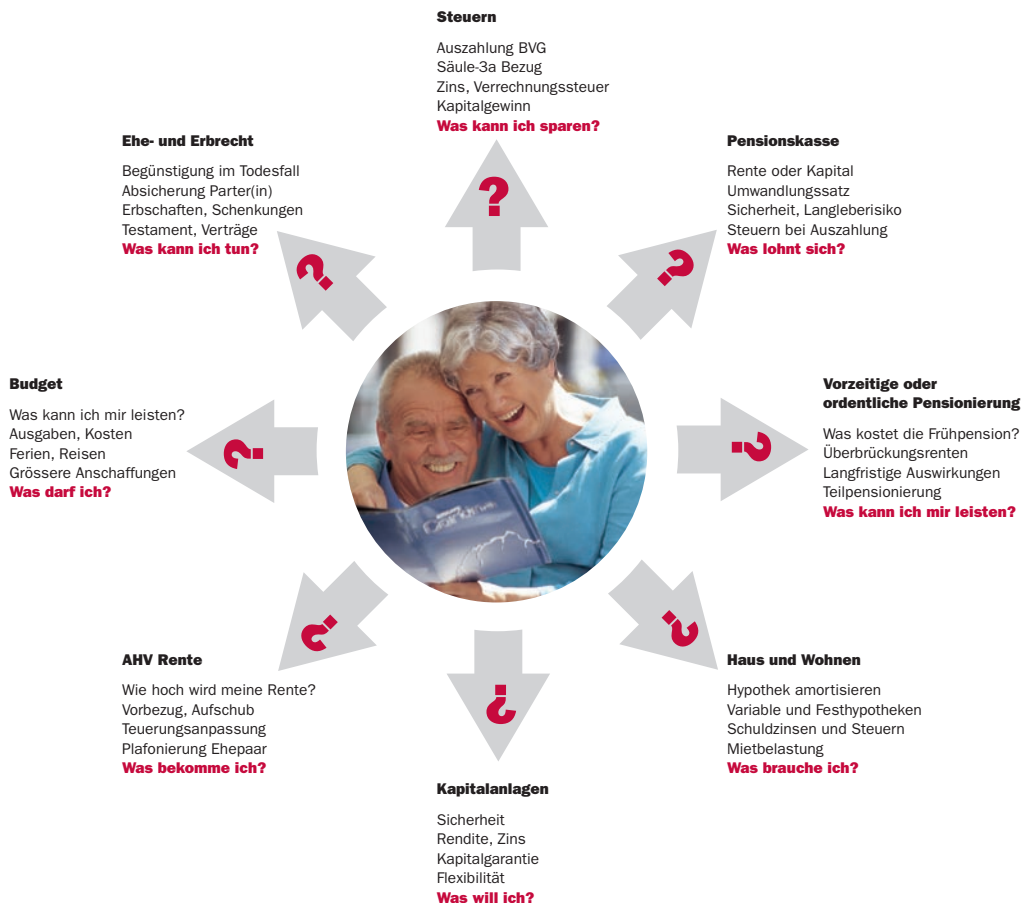 Steuern
Auszahlung BVG
Säule-3a Bezug
Zins, Verrechnungssteuer
Kapitalgewinn
Was kann ich sparen?
Ehe- und Erbrecht
Begünstigung im Todesfall
Absicherung Parter(in)
Erbschaften, Schenkungen
Testament, Verträge
Was kann ich tun?
Pensionskasse
Rente oder Kapital
Umwandlungssatz
Sicherheit, Langleberisiko
Steuern bei Auszahlung
Was lohnt sich?
?
?
?
Budget
Was kann ich mir leisten?
Ausgaben, Kosten
Ferien, Reisen
Grössere Anschaffungen
Was darf ich?
?
?
Vorzeitige oder
ordentliche Pensionierung
Was kostet die Frühpension?
Überbrückungsrenten
Langfristige Auswirkungen
Teilpensionierung
Was kann ich mir leisten?
?
?
?
AHV Rente
Wie hoch wird meine Rente?
Vorbezug, Aufschub
Teuerungsanpassung
Plafonierung Ehepaar
Was bekomme ich?
Haus und Wohnen
Hypothek amortisieren
Variable und Festhypotheken
Schuldzinsen und Steuern
Mietbelastung
Was brauche ich?
Kapitalanlagen
Sicherheit
Rendite, Zins
Kapitalgarantie
Flexibilität
Was will ich?